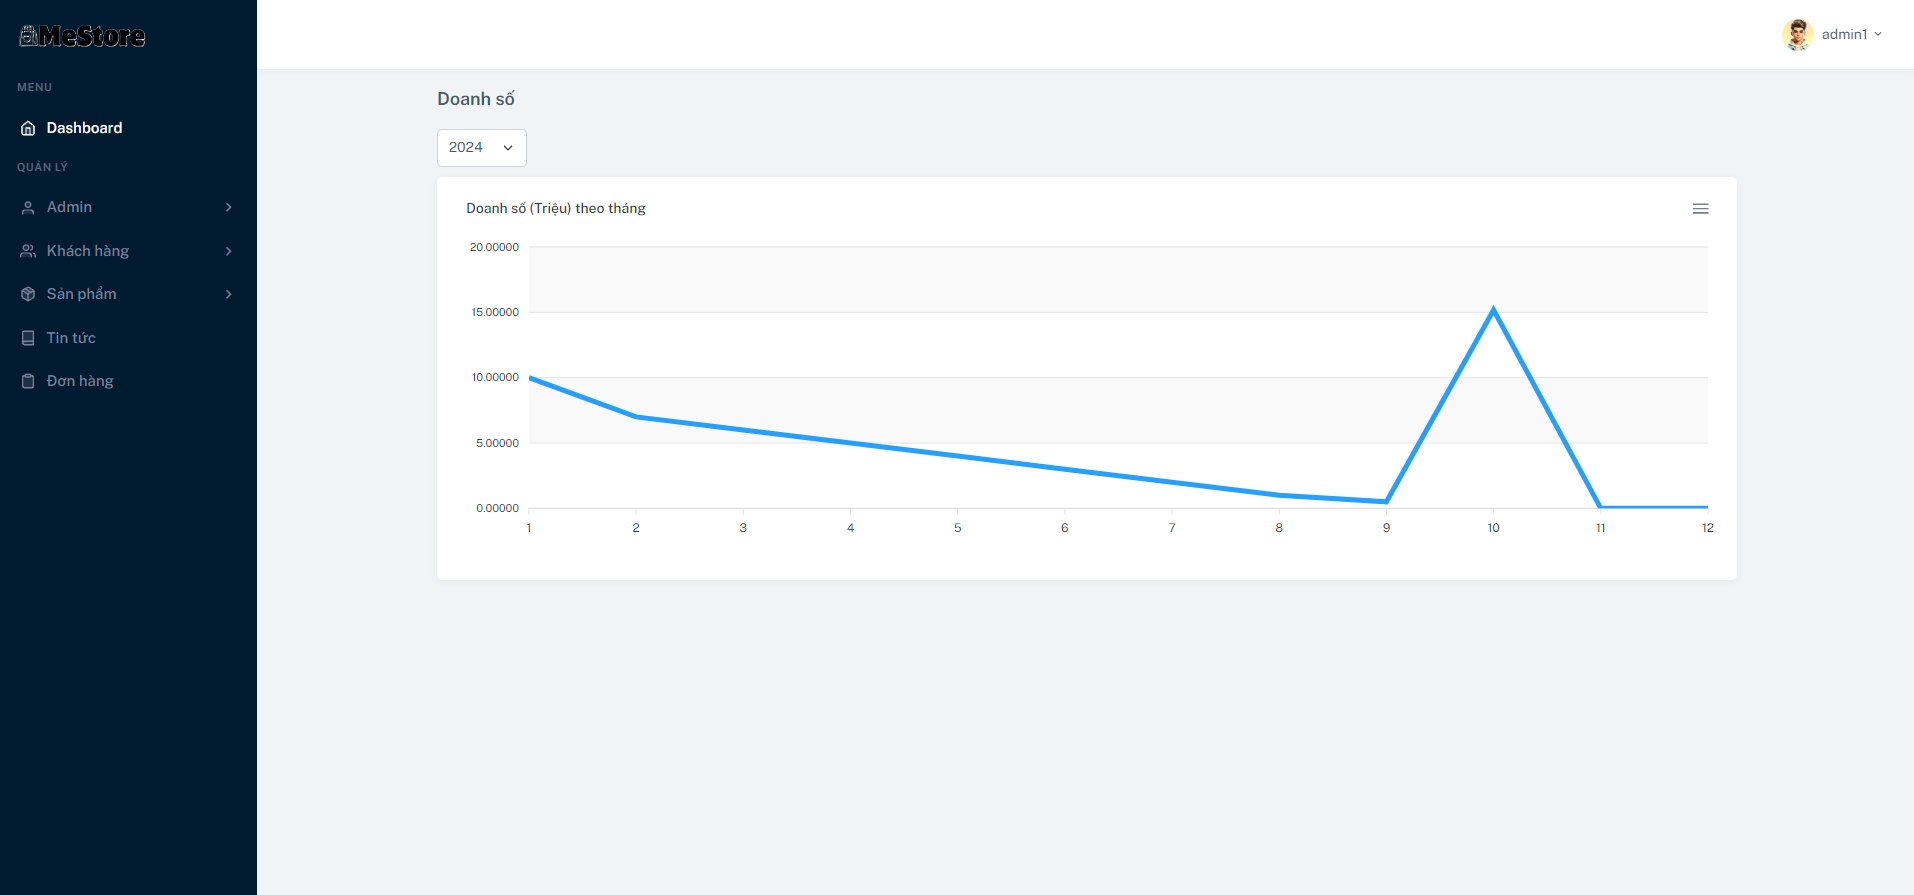 MeStore
MENU
Dashboard
QUẢN LÝ
Admin
Khách hàng
Sản phẩm
Tin tức
Đơn hàng
admin1
Doanh số
2024
Doanh số (Triệu) theo tháng
20.00000
15.00000
10.00000
5.00000
0.00000
1 2 3 4 5 6 7 8 9 10 11 12